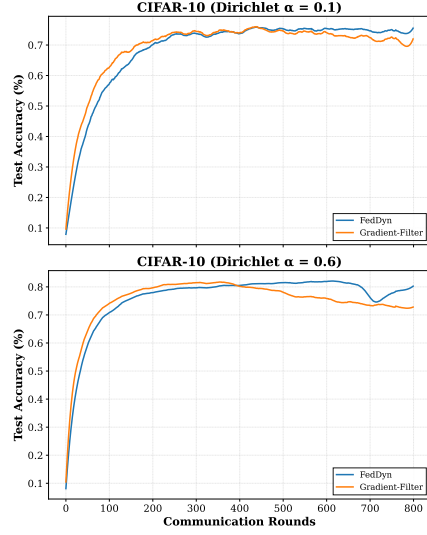 CIFAR-10 (Dirichlet α = 0.1)
Test Accuracy (%)
0.7
0.6
0.5
0.4
0.3
0.2
0.1
FedDyn
Gradient-Filter
CIFAR-10 (Dirichlet α = 0.6)
Test Accuracy (%)
0.8
0.7
0.6
0.5
0.4
0.3
0.2
0.1
FedDyn
Gradient-Filter
0 100 200 300 400 500 600 700 800
Communication Rounds